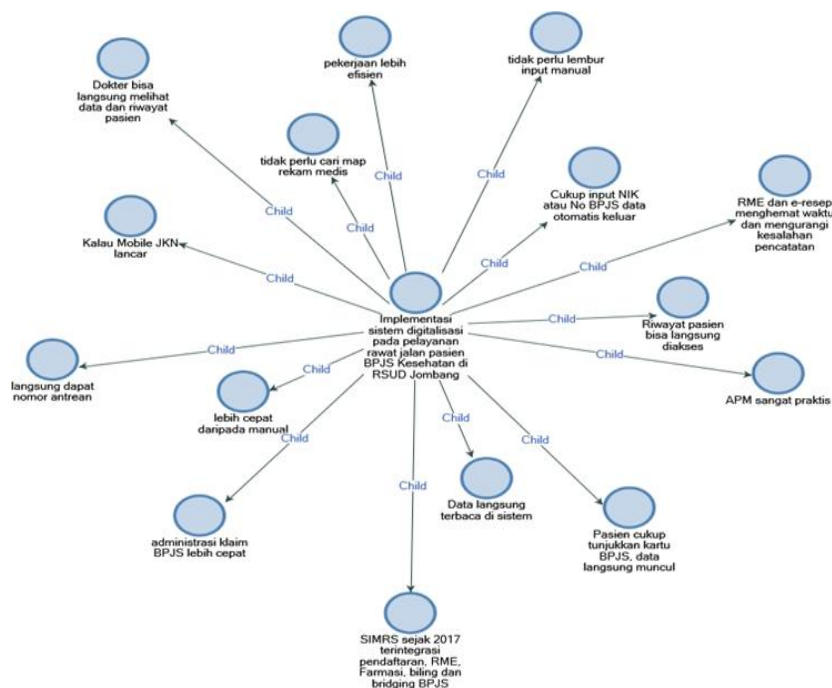 Dokter bisa
langsung melihat
data dan riwayat
pasien
pekerjaan lebih
efisien
tidak perlu lembur
input manual
tidak perlu cari map
rekam medis
Child
Child
Child
Cukup input NIK
atau No BPJS data
otomatis keluar
RME dan e-resep
menghemat waktu
dan mengurangi
kesalahan
pencatatan
Kalau Mobile JKN
lancar
Child
Child
Child
Child
Child
Implementasi
sistem digitalisasi
pada pelayanan
rawat jalan pasien
BPJS Kesehatan di
RSUD Jombang
Child
Riwayat pasien
bisa langsung
diakses
Child
Child
langsung dapat
nomor antrean
Child
APM sangat praktis
lebih cepat
daripada manual
Child
Child
Child
Child
Data langsung
terbaca di sistem
administrasi klaim
BPJS lebih cepat
Pasien cukup
tunjukkan kartu
BPJS, data
langsung muncul
SIMRS sejak 2017
terintegrasi
pendaftaran, RME,
Farmasi, biling dan
bridging BPJS